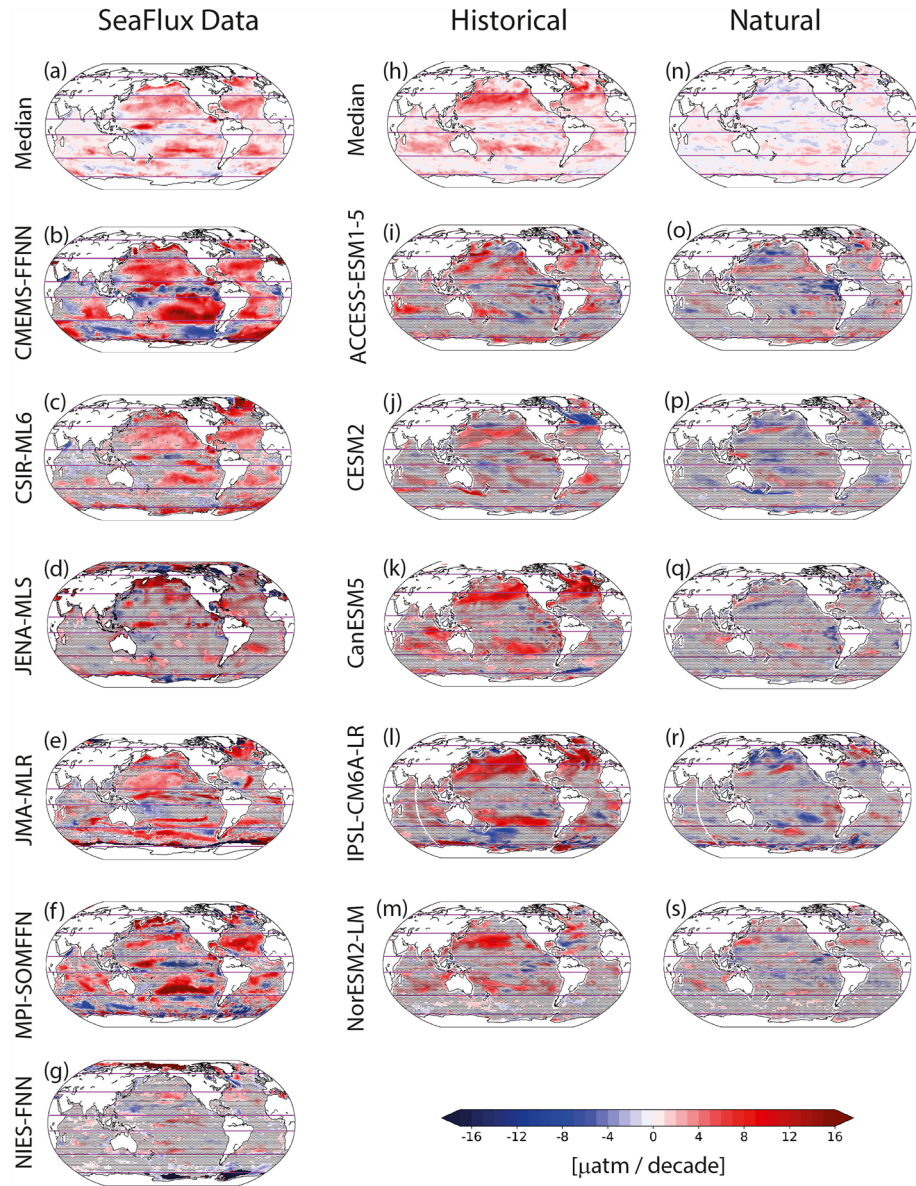 SeaFlux Data
Historical
Natural
(a)
(h)
(n)
Median
Median
(b)
(i)
(o)
CMEMS-FFNN
ACCESS-ESM1-5
(c)
(j)
(p)
CSIR-ML6
CESM2
(d)
(k)
(q)
JENA-MLS
CanESM5
(e)
(l)
(r)
JMA-MLR
IPSL-CM6A-LR
(f)
(m)
(s)
MPI-SOMFFN
NorESM2-LM
(g)
NIES-FNN
-16 -12 -8 -4 0 4 8 12 16
[µatm / decade]